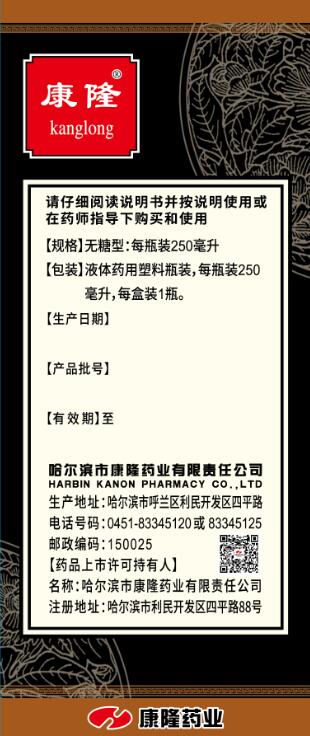 康隆®
kanglong
请仔细阅读说明书并按说明使用或
在药师指导下购买和使用
【规格】无糖型：每瓶装250毫升
【包装】液体药用塑料瓶装，每瓶装250
毫升，每盒装1瓶。
【生产日期】
【产品批号】
【有效期】至
哈尔滨市康隆药业有限责任公司
HARBIN KANON PHARMACY CO.,LTD
生产地址：哈尔滨市呼兰区利民开发区四平路
电话号码：0451-83345120或83345125
邮政编码：150025
【药品上市许可持有人】
名称：哈尔滨市康隆药业有限责任公司
注册地址：哈尔滨市利民开发区四平路88号
康隆药业